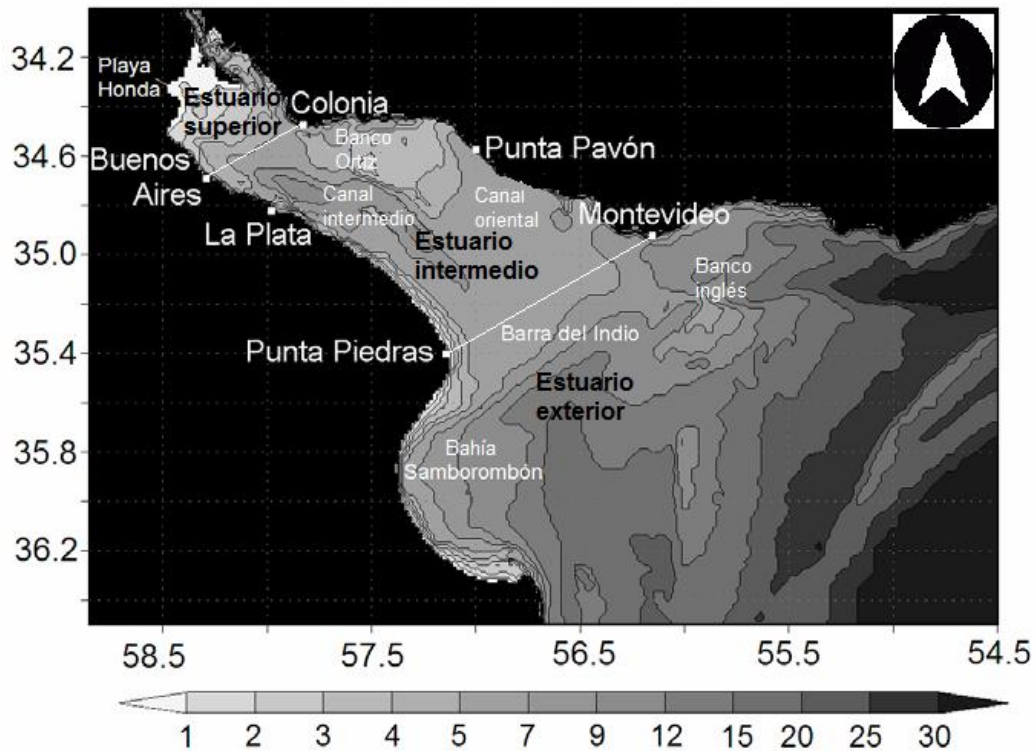 34.2
34.6
35.0
35.4
35.8
36.2
Playa
Honda
Estuario
superior
Colonia
Banco
Ortiz
Punta Pavón
Buenos
Aires
Canal
intermedio
Canal
oriental
Montevideo
La Plata
Estuario
intermedio
Banco
inglés
Barra del Indio
Punta Piedras
Estuario
exterior
Bahía
Samborombón
58.5 57.5 56.5 55.5 54.5
1 2 3 4 5 7 9 12 15 20 25 30